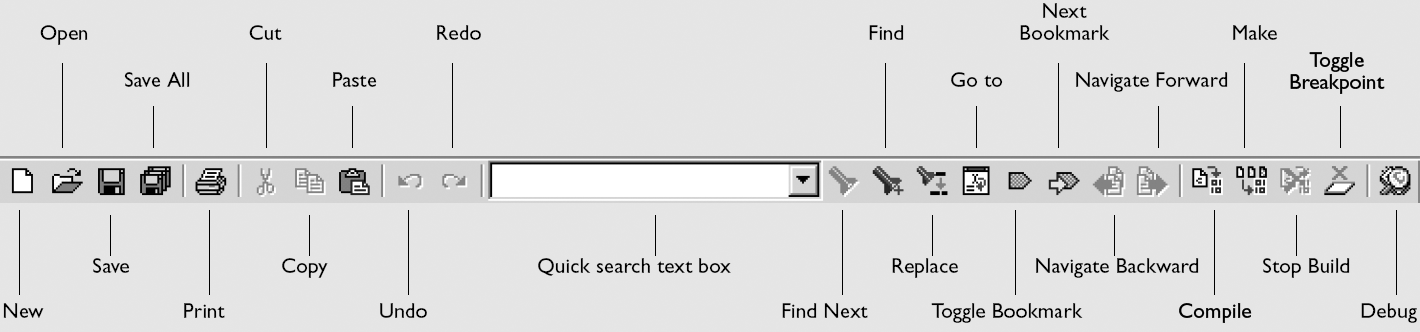 Next
Open
Cut
Redo
Find
Bookmark
Make
Toggle
Save All
Paste
Go to
Navigate Forward
Breakpoint
Save
Copy
Quick search text box
Replace
Navigate Backward
Stop Build
New
Print
Undo
Find Next
Toggle Bookmark
Compile
Debug